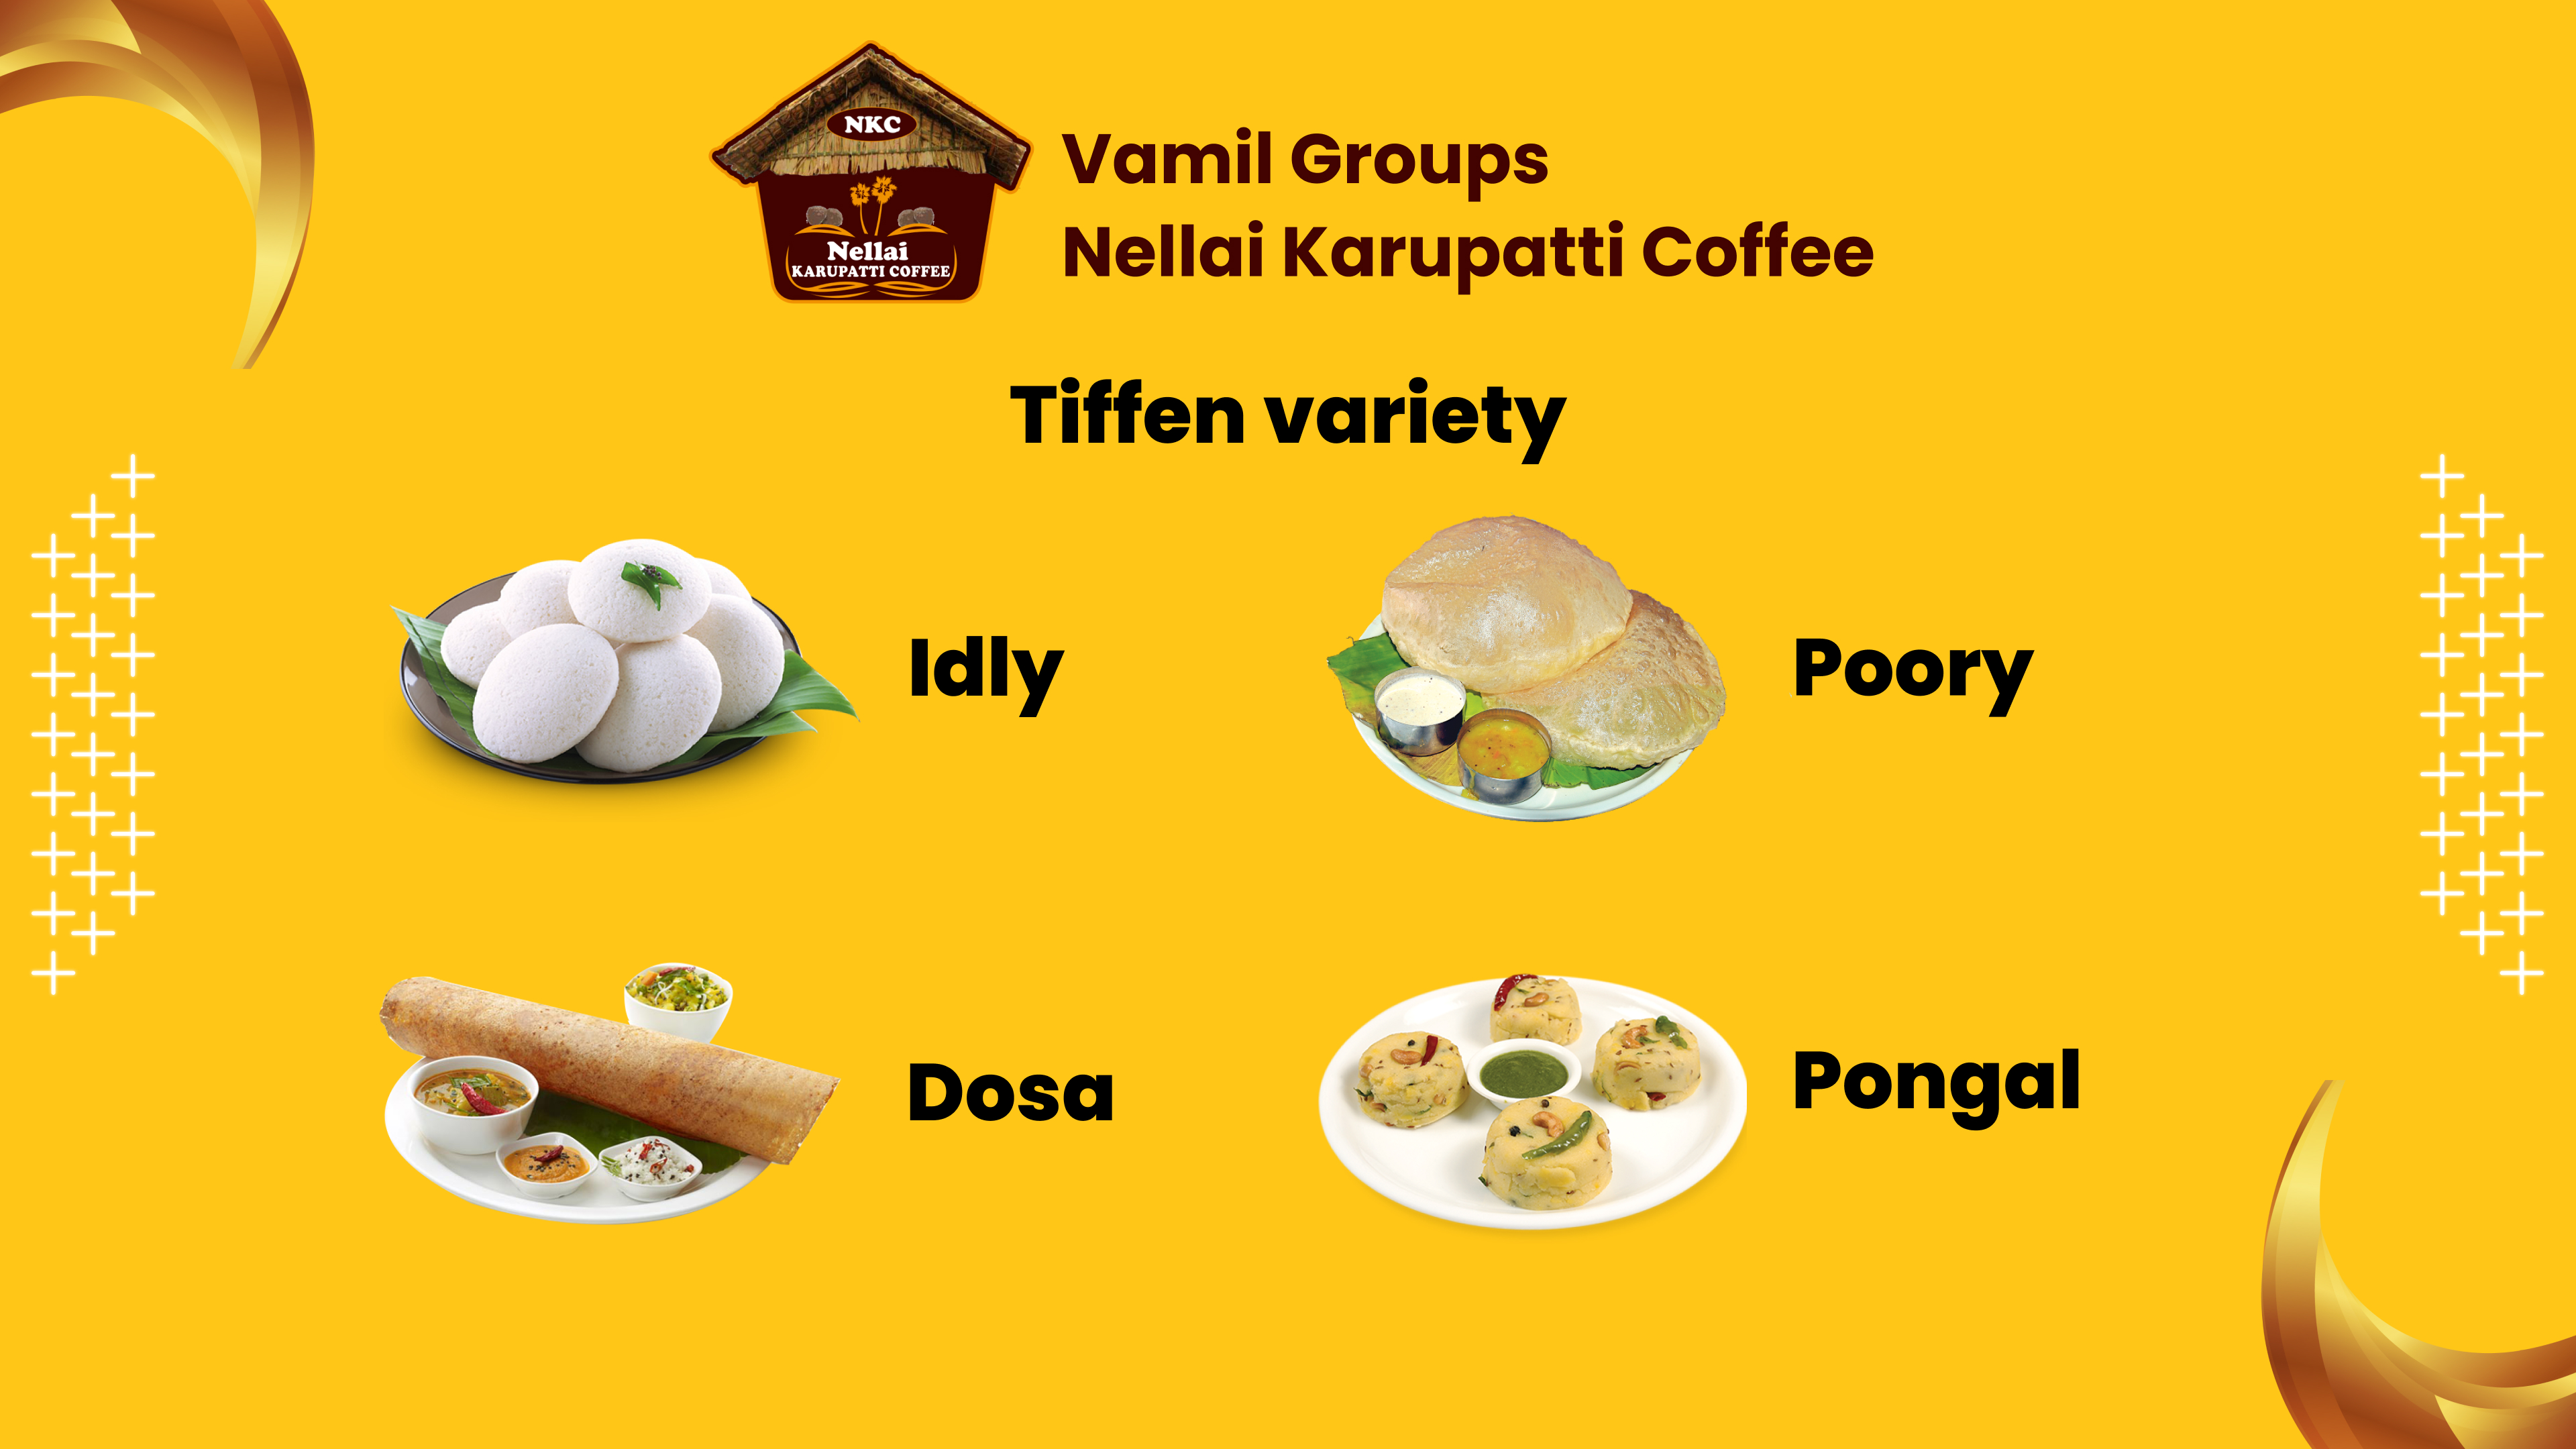 NKC
Nellai
KARUPATTI COFFEE
Vamil Groups
Nellai Karupatti Coffee
Tiffen variety
Idly
Poory
Dosa
Pongal